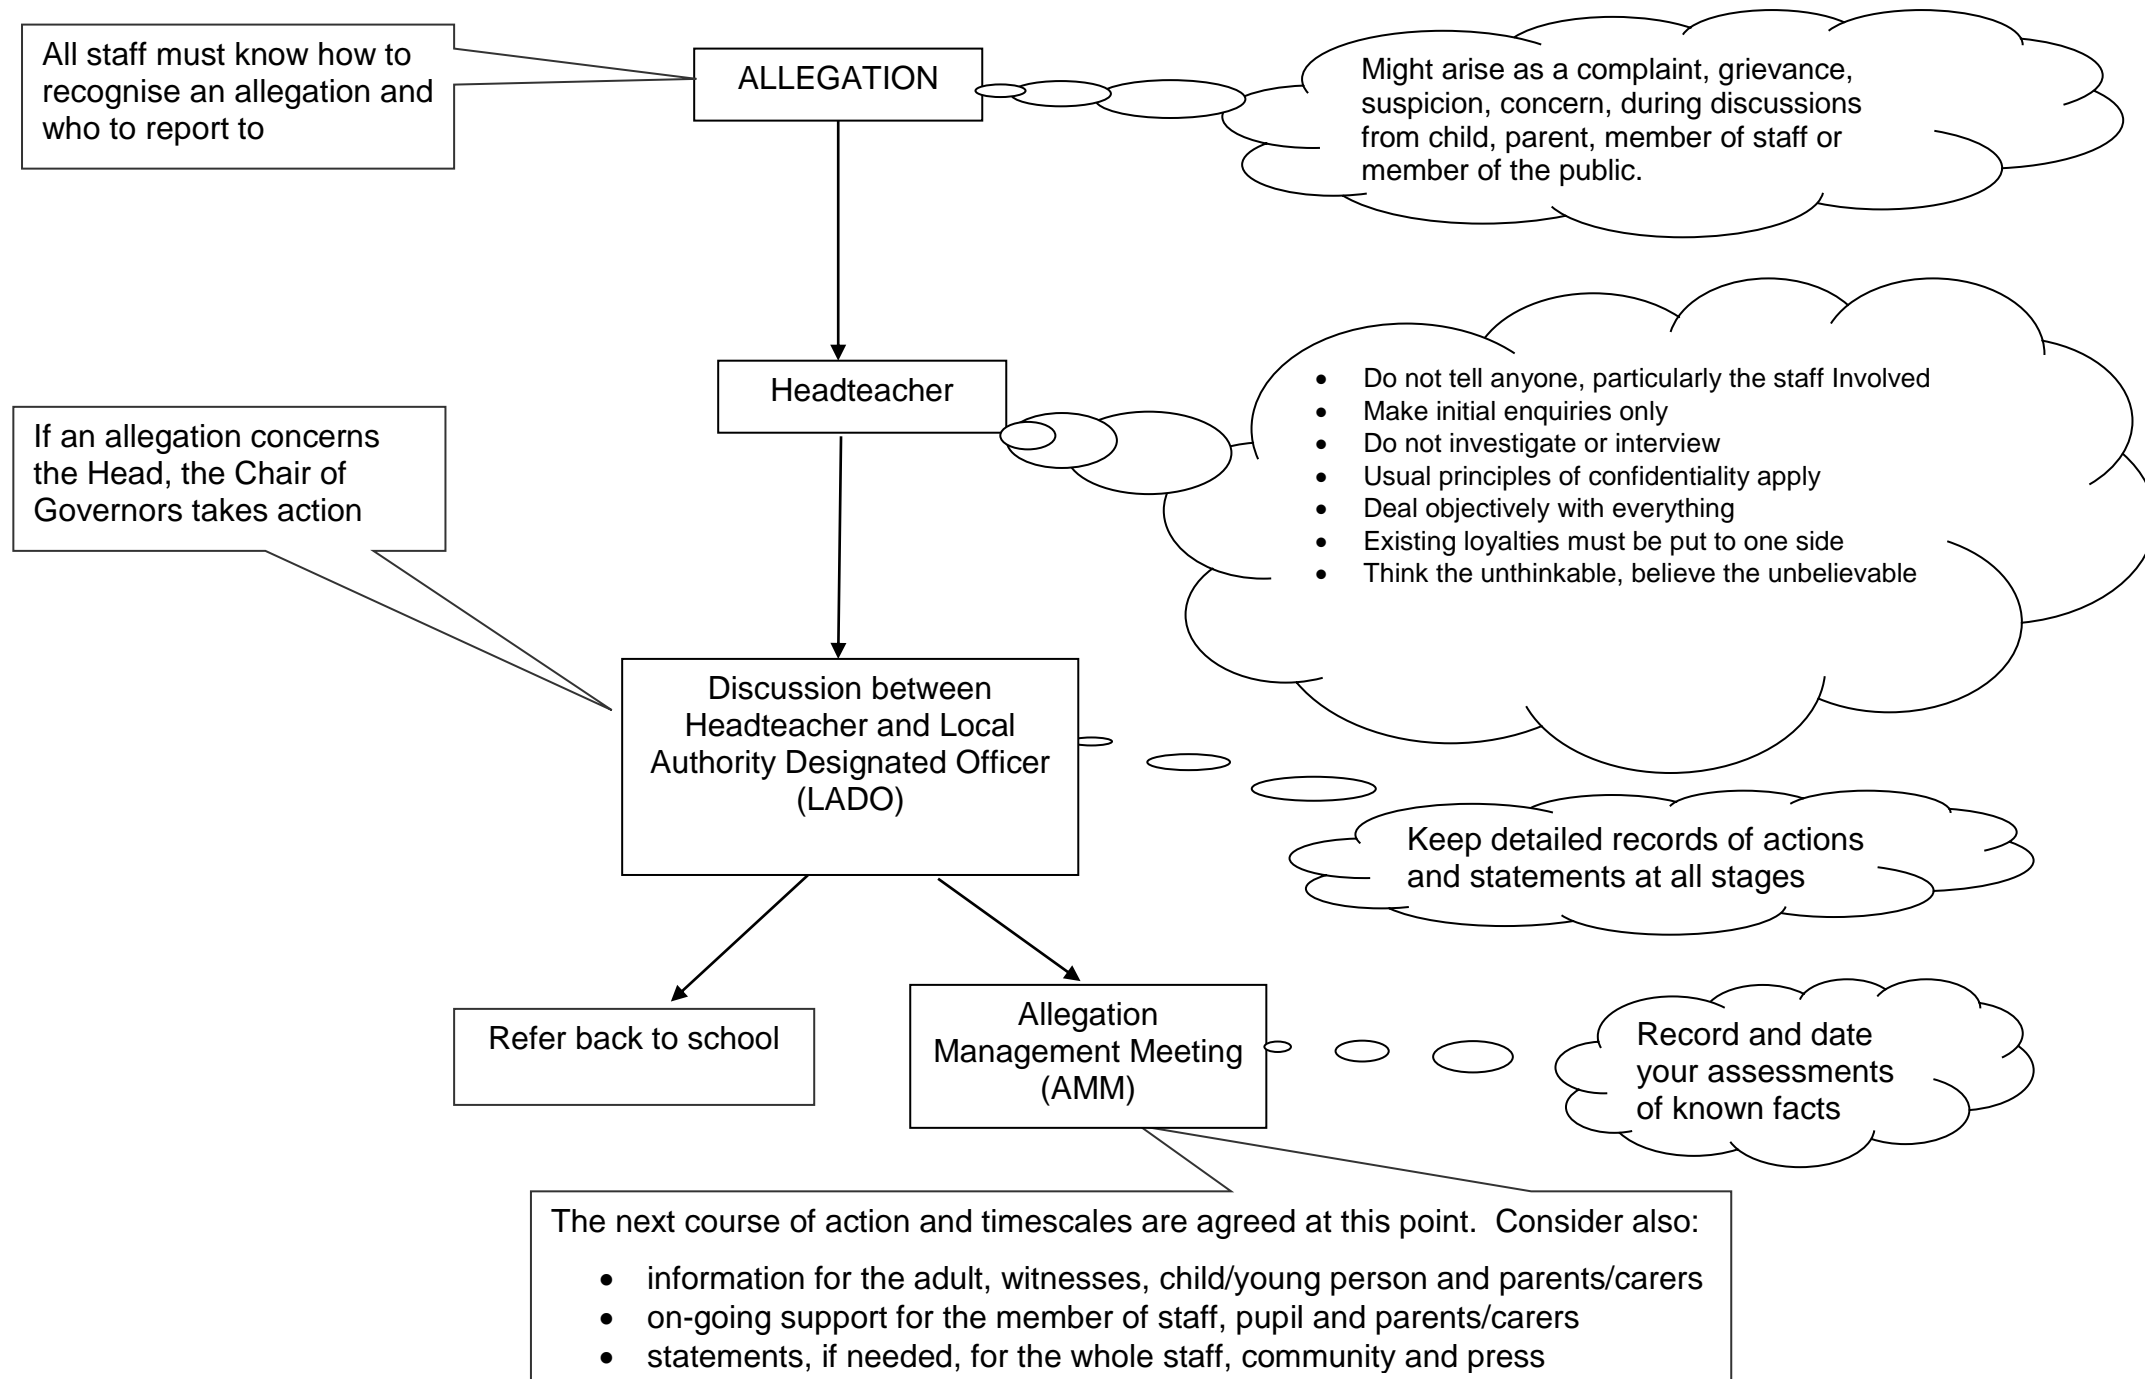 All staff must know how to
recognise an allegation and
who to report to
ALLEGATION
Might arise as a complaint, grievance,
suspicion, concern, during discussions
from child, parent, member of staff or
member of the public.
Headteacher
• Do not tell anyone, particularly the staff Involved
• Make initial enquiries only
• Do not investigate or interview
• Usual principles of confidentiality apply
• Deal objectively with everything
• Existing loyalties must be put to one side
• Think the unthinkable, believe the unbelievable
If an allegation concerns
the Head, the Chair of
Governors takes action
Discussion between
Headteacher and Local
Authority Designated Officer
(LADO)
Keep detailed records of actions
and statements at all stages
Refer back to school
Allegation
Management Meeting
(AMM)
Record and date
your assessments
of known facts
The next course of action and timescales are agreed at this point.  Consider also:
• information for the adult, witnesses, child/young person and parents/carers
• on-going support for the member of staff, pupil and parents/carers
• statements, if needed, for the whole staff, community and press